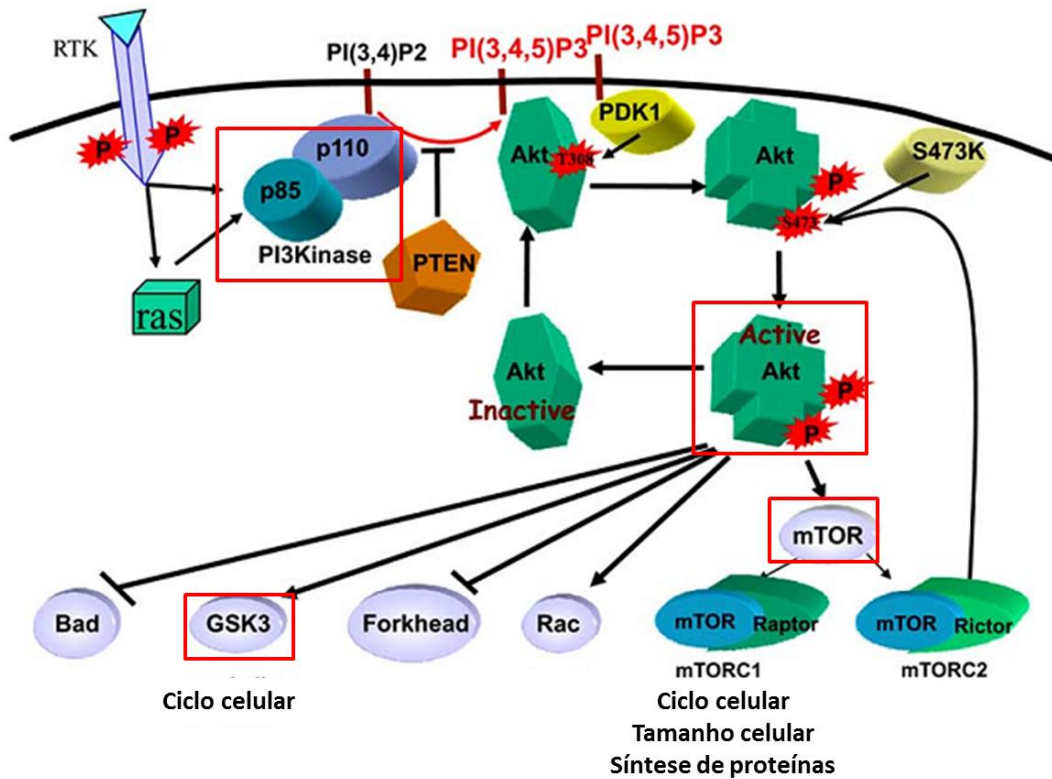 RTK
PI(3,4)P2
PI(3,4,5)P3
PI(3,4,5)P3
P
P
p110
p85
PI3Kinase
ras
PTEN
Akt
T308
PDK1
Akt
P
S473
S473K
Akt
Inactive
Active
Akt
P
P
mTOR
Bad
GSK3
Forkhead
Rac
mTOR
Raptor
mTOR
Rictor
mTORC1
mTORC2
Ciclo celular
Ciclo celular
Tamanho celular
Síntese de proteínas